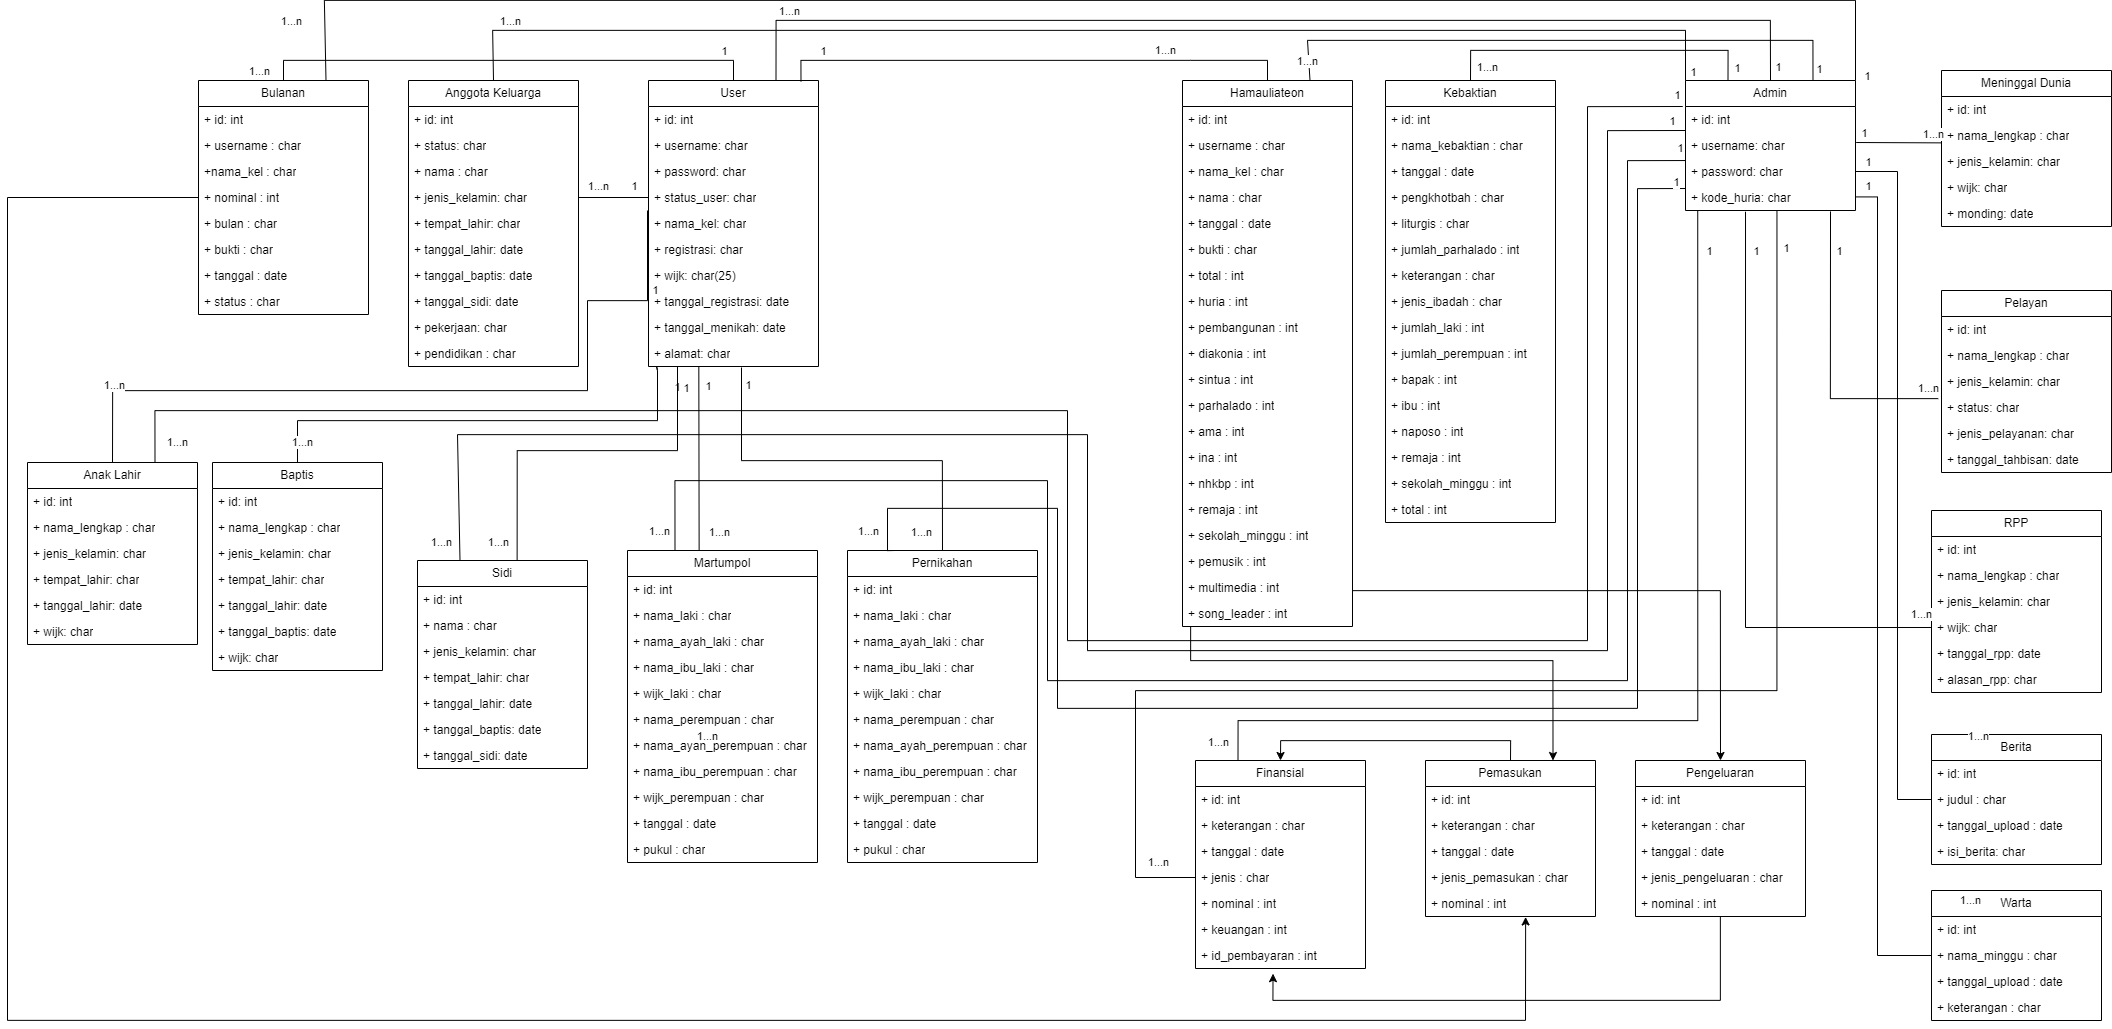 1...n
1...n
1...n
1
1
1...n
1...n
1...n
1...n
1
1
1
1
1
1...n
Bulanan
+ id: int
+ username : char
+nama_kel : char
+ nominal : int
+ bulan : char
+ bukti : char
+ tanggal : date
+ status : char
Anggota Keluarga
+ id: int
+ status: char
+ nama : char
+ jenis_kelamin: char
+ tempat_lahir: char
+ tanggal_lahir: date
+ tanggal_baptis: date
+ tanggal_sidi: date
+ pekerjaan: char
+ pendidikan : char
1...n
1
User
+ id: int
+ username: char
+ password: char
+ status_user: char
+ nama_kel: char
+ registrasi: char
+ wijk: char(25)
1
+ tanggal_registrasi: date
+ tanggal_menikah: date
+ alamat: char
Hamauliateon
+ id: int
+ username : char
+ nama_kel : char
+ nama : char
+ tanggal : date
+ bukti : char
+ total : int
+ huria : int
+ pembangunan : int
+ diakonia : int
+ sintua : int
+ parhalado : int
+ ama : int
+ ina : int
+ nhkbp : int
+ remaja : int
+ sekolah_minggu : int
+ pemusik : int
+ multimedia : int
+ song_leader : int
Kebaktian
+ id: int
+ nama_kebaktian : char
+ tanggal : date
+ pengkhotbah : char
+ liturgis : char
+ jumlah_parhalado : int
+ keterangan : char
+ jenis_ibadah : char
+ jumlah_laki : int
+ jumlah_perempuan : int
+ bapak : int
+ ibu : int
+ naposo : int
+ remaja : int
+ sekolah_minggu : int
+ total : int
1
1
1
1
Admin
+ id: int
+ username: char
+ password: char
+ kode_huria: char
1
1
1
1
1
1
1
1...n
Meninggal Dunia
+ id: int
+ nama_lengkap : char
+ jenis_kelamin: char
+ wijk: char
+ monding: date
1...n
Pelayan
+ id: int
+ nama_lengkap : char
+ jenis_kelamin: char
+ status: char
+ jenis_pelayanan: char
+ tanggal_tahbisan: date
1...n
1
1
1
1
1...n
1...n
Anak Lahir
+ id: int
+ nama_lengkap : char
+ jenis_kelamin: char
+ tempat_lahir: char
+ tanggal_lahir: date
+ wijk: char
Baptis
+ id: int
+ nama_lengkap : char
+ jenis_kelamin: char
+ tempat_lahir: char
+ tanggal_lahir: date
+ tanggal_baptis: date
+ wijk: char
1...n
1...n
Sidi
+ id: int
+ nama : char
+ jenis_kelamin: char
+ tempat_lahir: char
+ tanggal_lahir: date
+ tanggal_baptis: date
+ tanggal_sidi: date
1...n
1...n
Martumpol
+ id: int
+ nama_laki : char
+ nama_ayah_laki : char
+ nama_ibu_laki : char
+ wijk_laki : char
+ nama_perempuan : char
1...n
+ nama_ayah_perempuan : char
+ nama_ibu_perempuan : char
+ wijk_perempuan : char
+ tanggal : date
+ pukul : char
1...n
1...n
Pernikahan
+ id: int
+ nama_laki : char
+ nama_ayah_laki : char
+ nama_ibu_laki : char
+ wijk_laki : char
+ nama_perempuan : char
+ nama_ayah_perempuan : char
+ nama_ibu_perempuan : char
+ wijk_perempuan : char
+ tanggal : date
+ pukul : char
1...n
RPP
+ id: int
+ nama_lengkap : char
+ jenis_kelamin: char
+ wijk: char
+ tanggal_rpp: date
+ alasan_rpp: char
1...n
1...n
Finansial
+ id: int
+ keterangan : char
+ tanggal : date
+ jenis : char
+ nominal : int
+ keuangan : int
+ id_pembayaran : int
Pemasukan
+ id: int
+ keterangan : char
+ tanggal : date
+ jenis_pemasukan : char
+ nominal : int
Pengeluaran
+ id: int
+ keterangan : char
+ tanggal : date
+ jenis_pengeluaran : char
+ nominal : int
1...n
Berita
+ id: int
+ judul : char
+ tanggal_upload : date
+ isi_berita: char
1...n
Warta
+ id: int
+ nama_minggu : char
+ tanggal_upload : date
+ keterangan : char